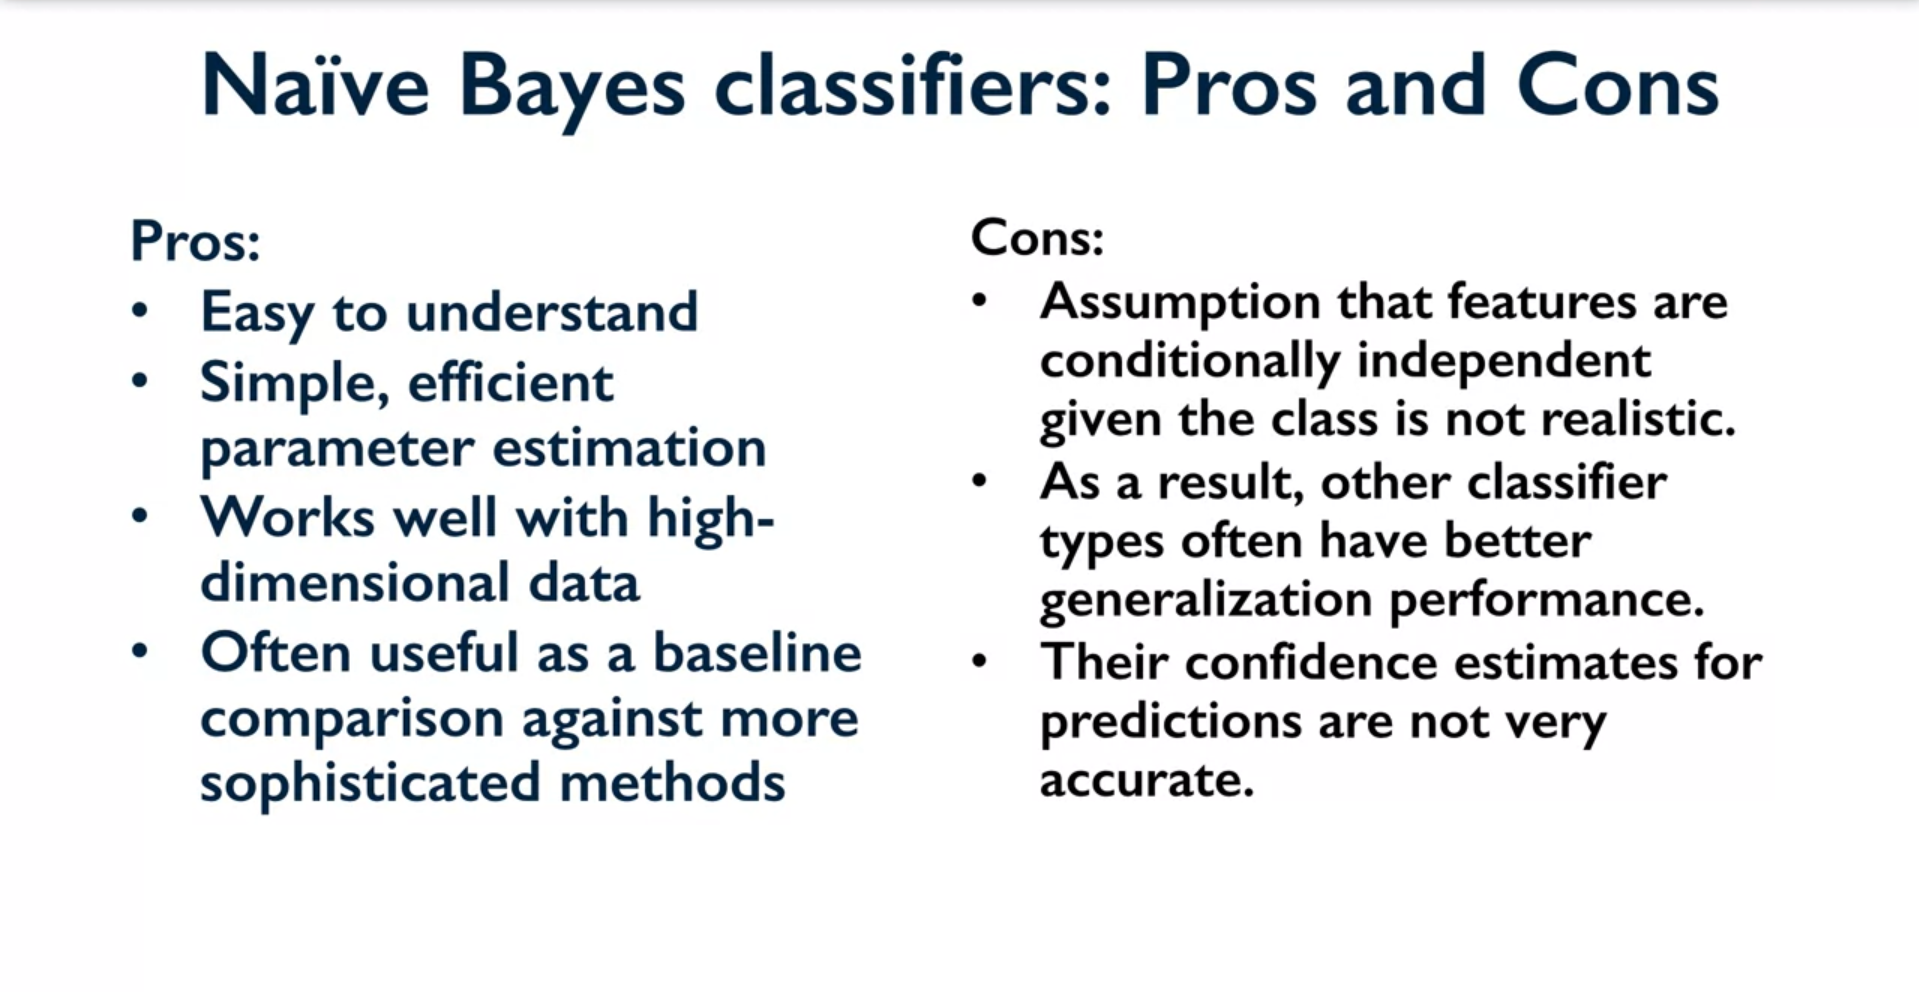 Naïve Bayes classifiers: Pros and Cons
Pros:
• Easy to understand
• Simple, efficient
parameter estimation
• Works well with high-
dimensional data
• Often useful as a baseline
comparison against more
sophisticated methods
Cons:
• Assumption that features are
conditionally independent
given the class is not realistic.
• As a result, other classifier
types often have better
generalization performance.
• Their confidence estimates for
predictions are not very
accurate.